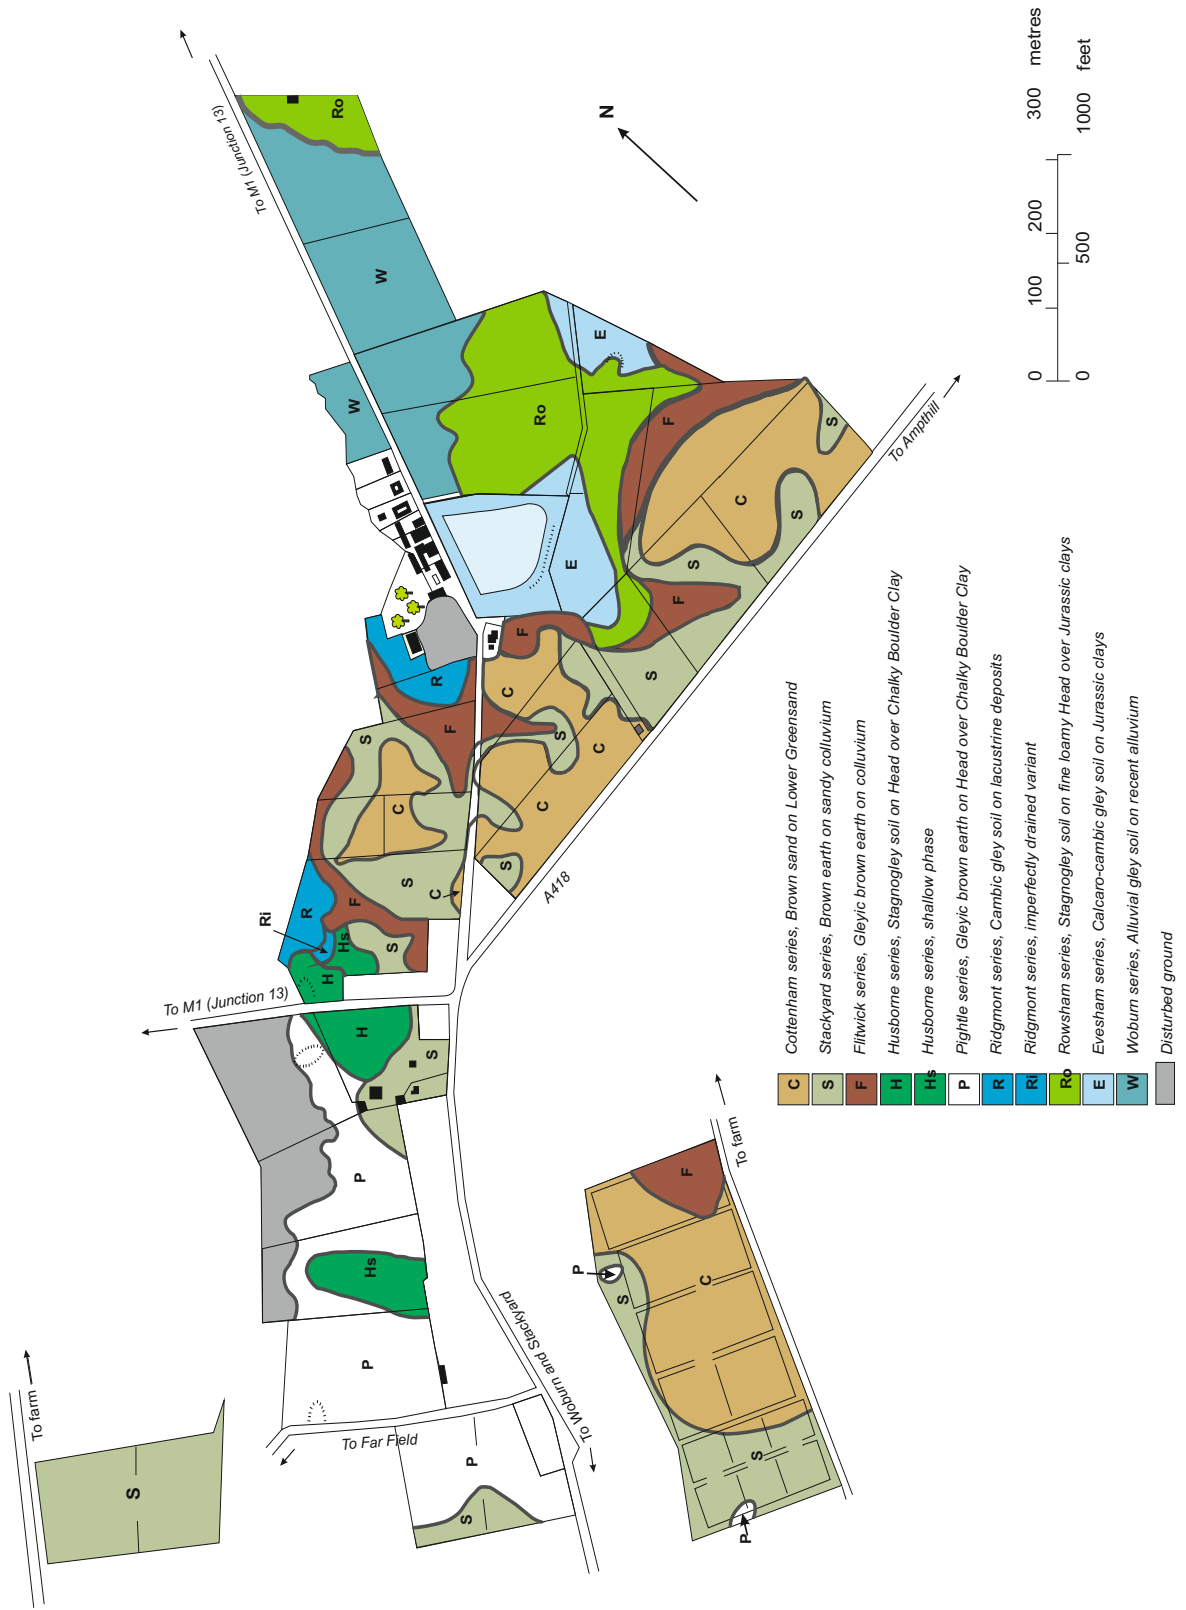 To M1 (Junction 13)
Ro
N
W
W
E
Ro
F
S
C
S
To Ampthill
E
S
F
F
R
C
S
F
S
S
C
C
C
S
C
S
A418
R
F
Ri
Hs
S
H
To M1 (Junction 13)
H
S
P
Hs
P
To Far Field
P
S
To Woburn and Stackyard
To farm
S
To farm
F
P
S
C
S
P
0 100 200 300 metres
0 500 1000 feet
C Cottenham series, Brown sand on Lower Greensand
S Stackyard series, Brown earth on sandy colluvium
F Flitwick series, Gleyic brown earth on colluvium
H Husborne series, Stagnogley soil on Head over Chalky Boulder Clay
Hs Husborne series, shallow phase
P Pightle series, Gleyic brown earth on Head over Chalky Boulder Clay
R Ridgmont series, Cambic gley soil on lacustrine deposits
Ri Ridgmont series, imperfectly drained variant
Ro Rowsham series, Stagnogley soil on fine loamy Head over Jurassic clays
E Evesham series, Calcaro-cambic gley soil on Jurassic clays
W Woburn series, Alluvial gley soil on recent alluvium
Disturbed ground